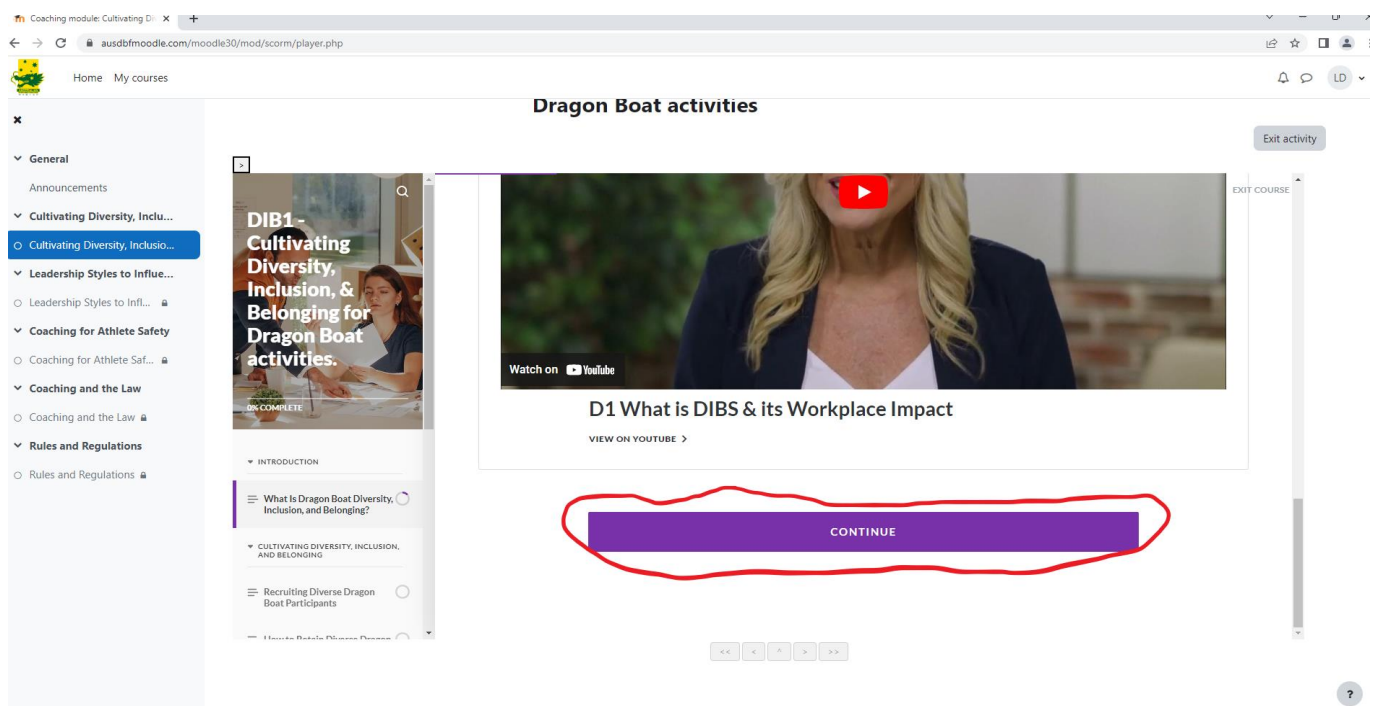 Coaching module: Cultivating Di
ausdbfmoodle.com/moodle30/mod/scorm/player.php
Home My courses
LD
Dragon Boat activities
Exit activity
General
Announcements
Cultivating Diversity, Inclu...
Cultivating Diversity, Inclusio...
Leadership Styles to Influe...
Leadership Styles to Infl...
Coaching for Athlete Safety
Coaching for Athlete Saf...
Coaching and the Law
Coaching and the Law
Rules and Regulations
Rules and Regulations
>
DIB1 -
Cultivating
Diversity,
Inclusion, &
Belonging for
Dragon Boat
activities.
0% COMPLETE
INTRODUCTION
What Is Dragon Boat Diversity,
Inclusion, and Belonging?
CULTIVATING DIVERSITY, INCLUSION,
AND BELONGING
Recruiting Diverse Dragon
Boat Participants
How to Retain Diverse Dragon
EXIT COURSE
Watch on YouTube
D1 What is DIBS & its Workplace Impact
VIEW ON YOUTUBE >
CONTINUE
<< < ^ > >>
?